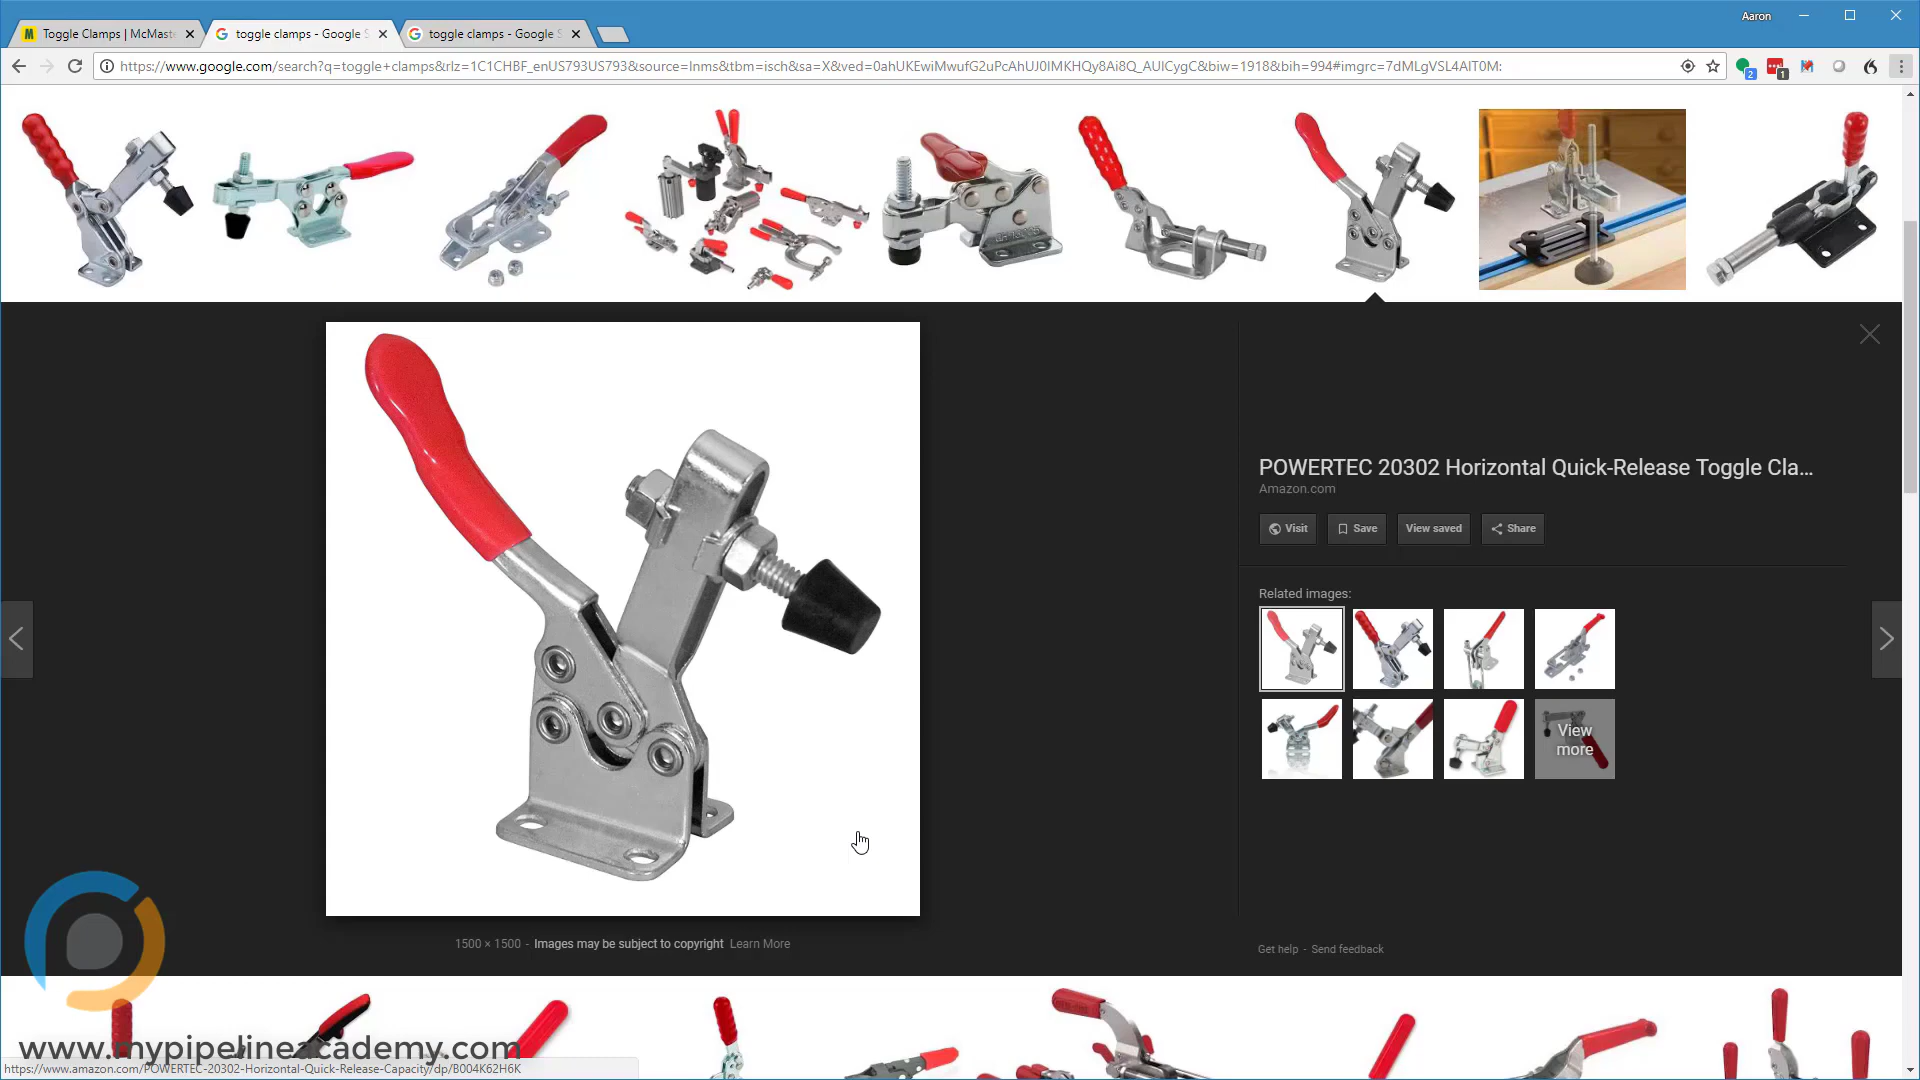 Aaron
Toggle Clamps | McMast
toggle clamps - Google S
toggle clamps - Google S
https://www.google.com/search?q=toggle+clamps&rlz=1C1CHBF_enUS793US793&source=lnms&tbm=isch&sa=X&ved=0ahUKEwiMwufG2uPcAhUJ0IMKHQy8Ai8Q_AUICygC&biw=1918&bih=994#imgrc=7dMLgVSL4AlT0M:
2
1
POWERTEC 20302 Horizontal Quick-Release Toggle Cla...
Amazon.com
Visit
Save
View saved
Share
Related images:
View
more
1500 × 1500 - Images may be subject to copyright Learn More
Get help - Send feedback
www.mypipelineacademy.com
https://www.amazon.com/POWERTEC-20302-Horizontal-Quick-Release-Capacity/dp/B004K62H6K